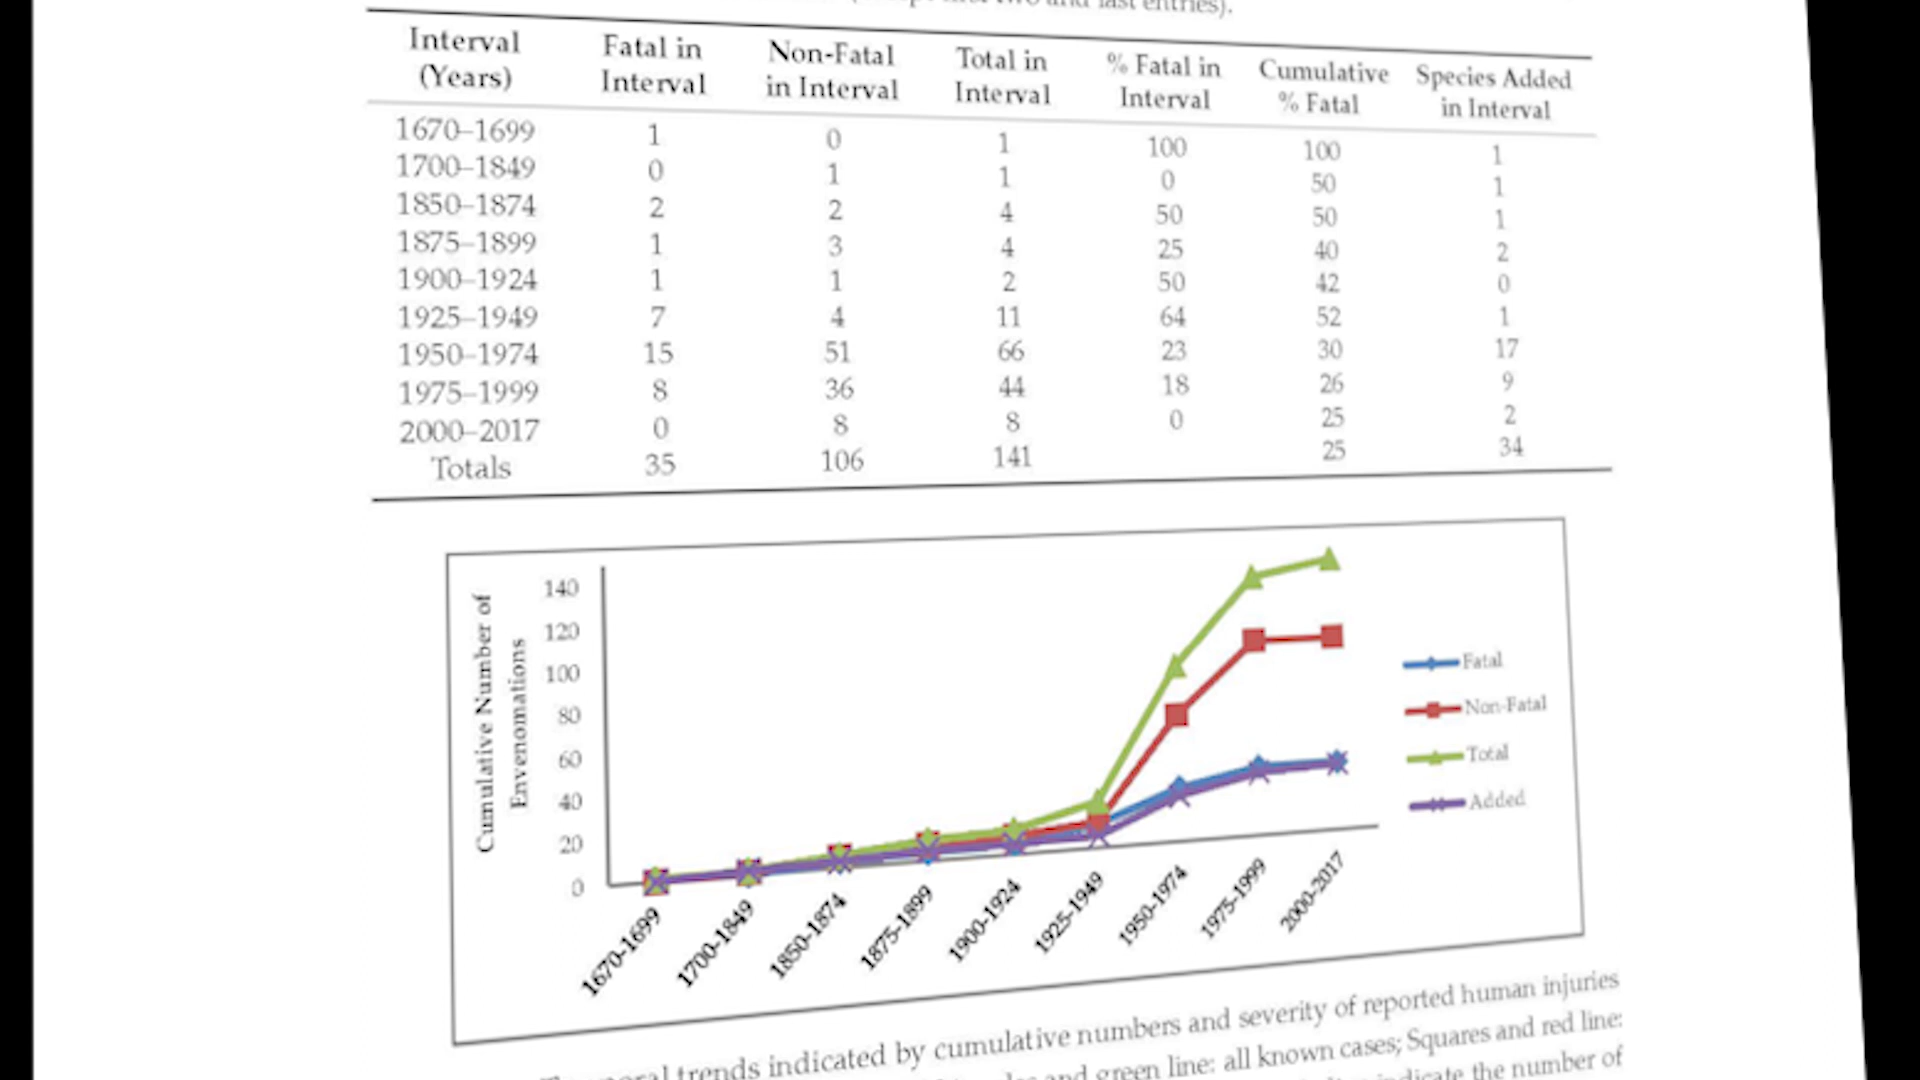 two and last entries).
Interval Fatal in Non-Fatal Total in % Fatal in Cumulative Species Added
(Years) Interval in Interval Interval Interval % Fatal in Interval
1670–1699 1 0 1 100 100 1
1700–1849 0 1 1 0 50 1
1850–1874 2 2 4 50 50 1
1875–1899 1 3 4 25 40 2
1900–1924 1 1 2 50 42 0
1925–1949 7 4 11 64 52 1
1950–1974 15 51 66 23 30 17
1975–1999 8 36 44 18 26 9
2000–2017 0 8 8 0 25 2
Totals 35 106 141 25 34
Cumulative Number of
Envenomations
140
120
100
80
60
40
20
0
1670-1699
1700-1849
1850-1874
1875-1899
1900-1924
1925-1949
1950-1974
1975-1999
2000-2017
Fatal
Non-Fatal
Total
Added
trends indicated by cumulative numbers and severity of reported human injuries
and green line: all known cases; Squares and red line:
indicate the number of